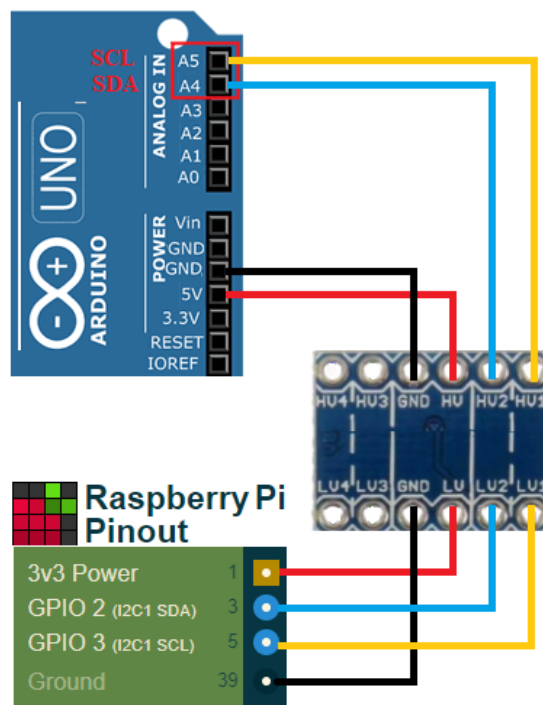 SCL
SDA
ANALOG IN
A5
A4
A3
A2
A1
A0
UNO
ARDUINO
POWER
Vin
GND
GND
5V
3.3V
RESET
IOREF
HV4 HV3 GND HV HV2 HV1
LV4 LV3 GND LV LV2 LV1
Raspberry Pi
Pinout
3v3 Power 1
GPIO 2 (I2C1 SDA) 3
GPIO 3 (I2C1 SCL) 5
Ground 39